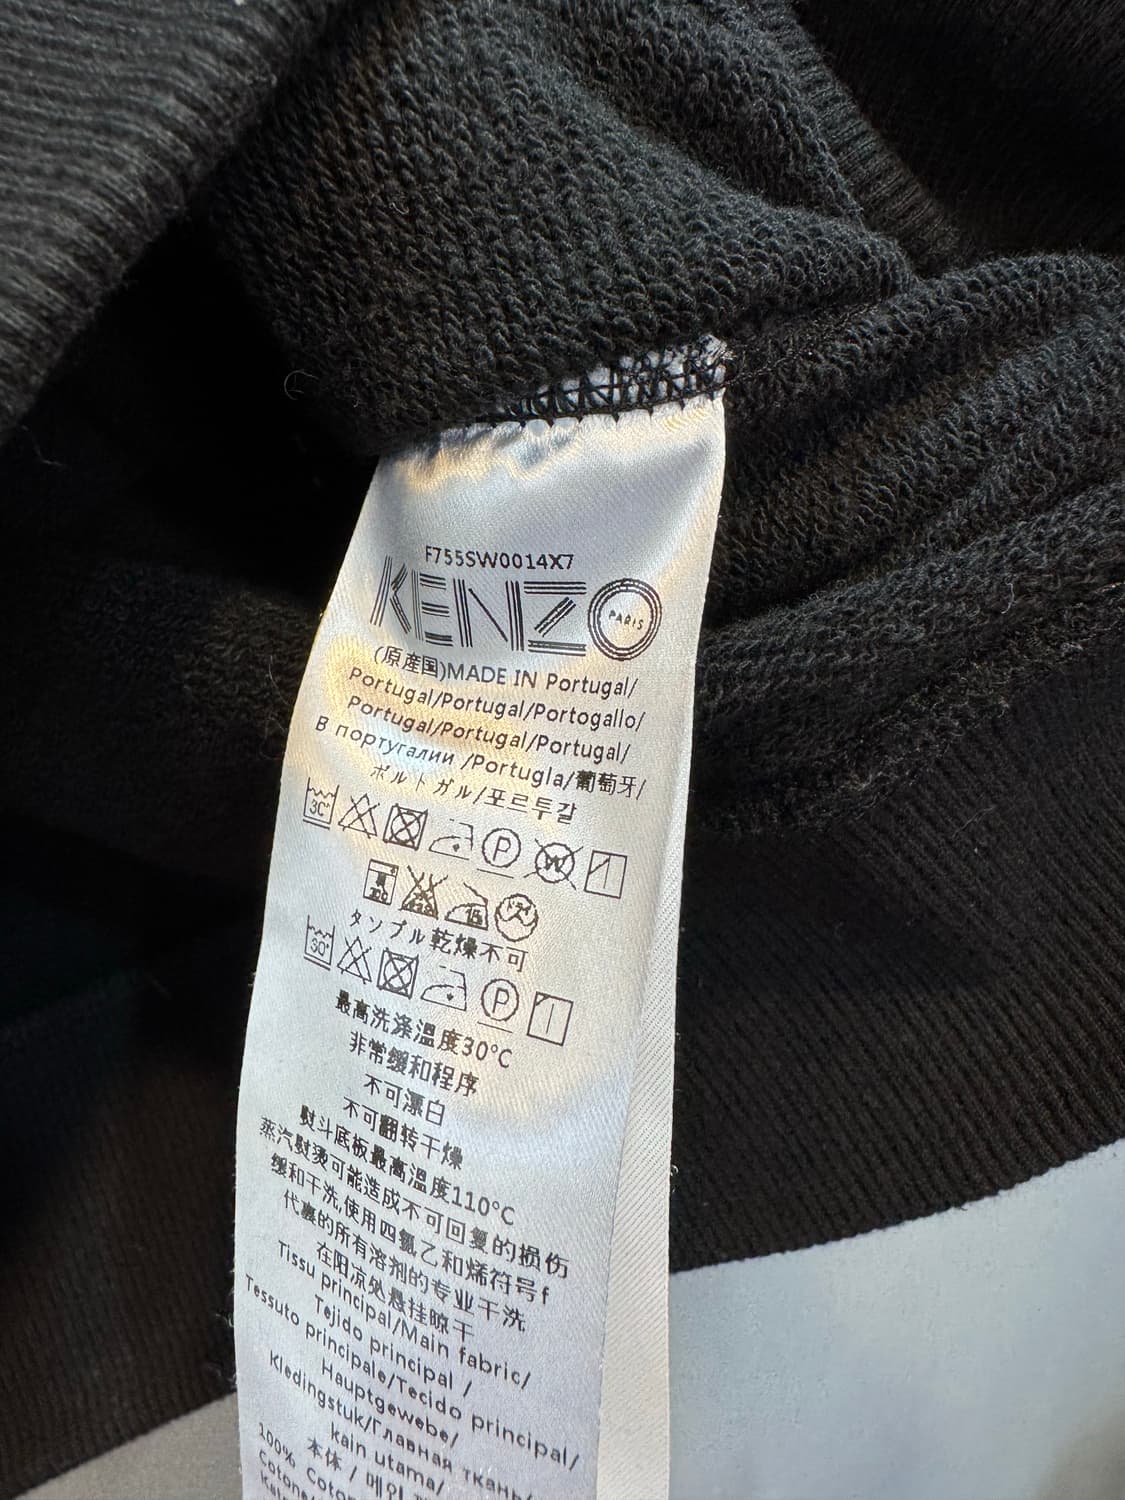 F755SW0014X7
KENZO
PARIS
(原産国)MADE IN Portugal/
Portugal/Portugal/Portogallo/
Portugal/Portugal/Portugal/
В португалии /Portugla/葡萄牙/
ポルトガル/포르투갈
30°
P
W
P
タンブル乾燥不可
最高洗涤溫度30°C
非常缓和程序
不可漂白
不可翻转干燥
熨斗底板最高溫度110°C
蒸汽熨烫可能造成不可回复的损伤
缓和干洗,使用四氯乙和烯符号f
代裏的所有溶剂的专业干洗
在阳凉处悬挂晾干
Tissu principal/Main fabric/
Tejido principal /
Tessuto principale/Tecido principal/
Hauptgewebe/
Kledingstuk/Главная ткань/
kain utama/
本体 / 메인
100%